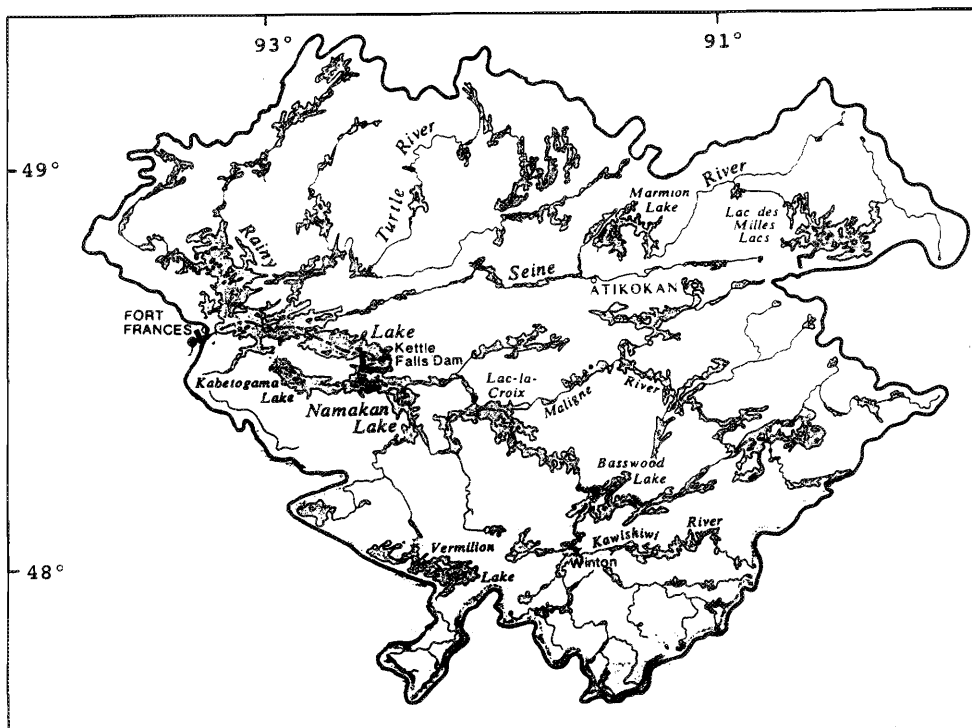 93°
91°
49°
Turtle River
Marmion
Lake
River
Lac des
Milles
Lacs
Rainy
Seine
ATIKOKAN
FORT
FRANCES
Lake
Kettle
Falls Dam
Kabetogama
Lake
Lac-la-
Croix
Maligne
River
Namakan
Lake
Basswood
Lake
Kawishiwi
River
Vermilion
Lake
Winton
48°